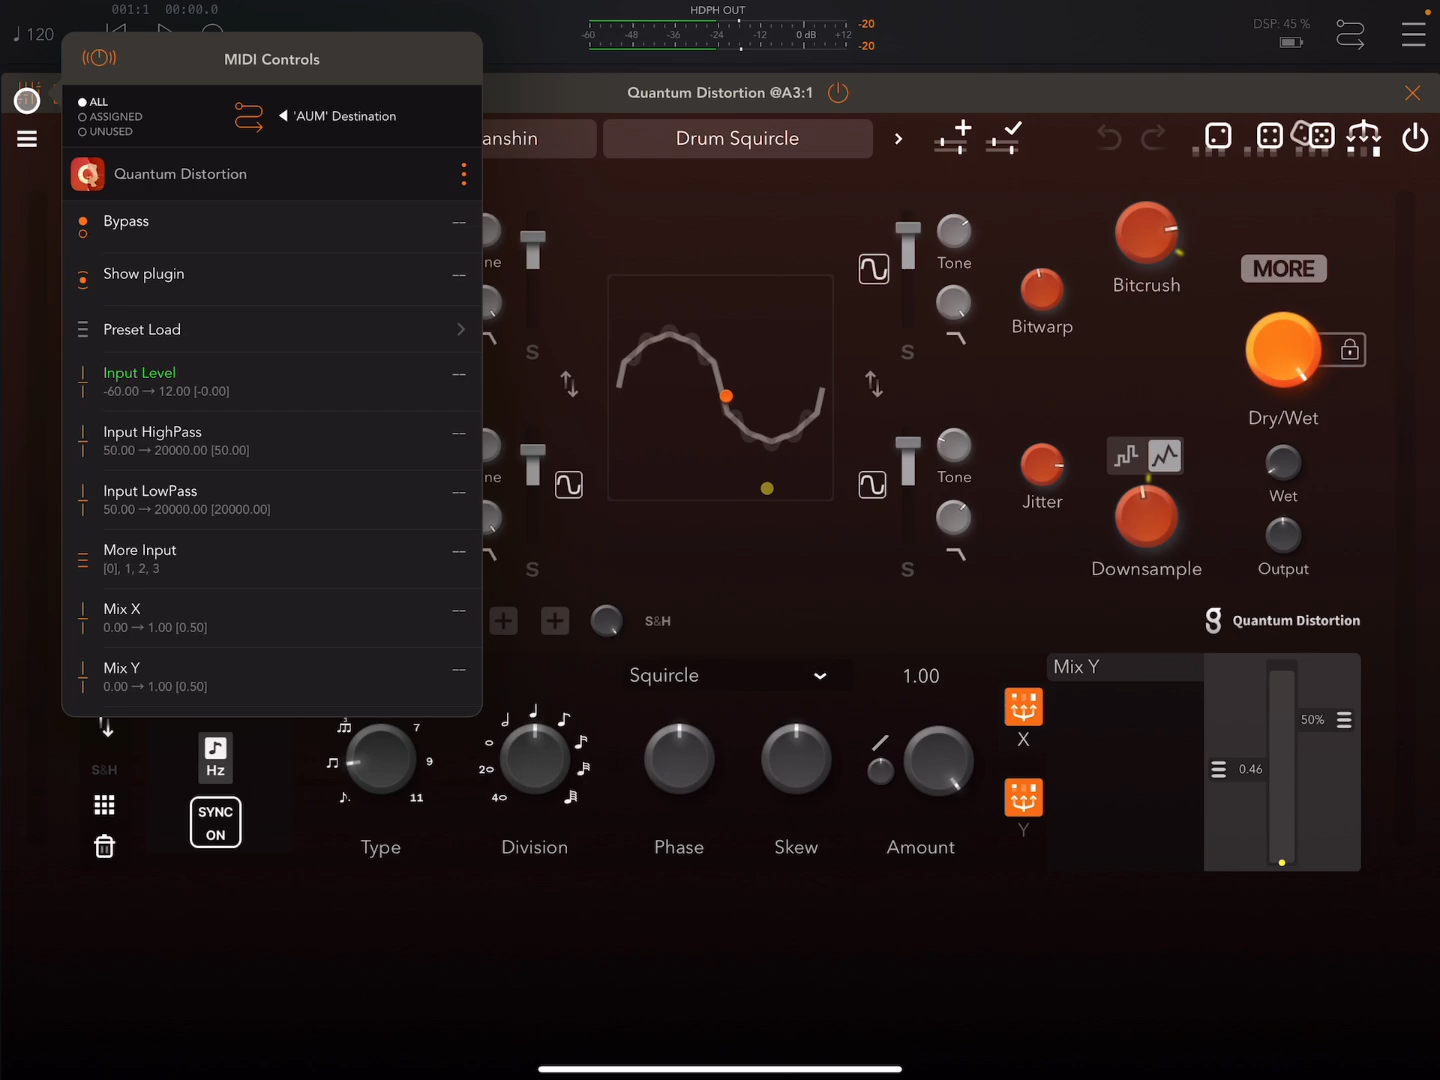 001:1 00:00.0
♩120
HDPH OUT
-60 -48 -36 -24 -12 0 dB +12
-20
-20
DSP: 45 %
MIDI Controls
ALL
ASSIGNED
UNUSED
'AUM' Destination
Quantum Distortion
Bypass --
Show plugin --
Preset Load
Input Level --
-60.00 → 12.00 [-0.00]
Input HighPass --
50.00 → 20000.00 [50.00]
Input LowPass --
50.00 → 20000.00 [20000.00]
More Input --
[0], 1, 2, 3
Mix X --
0.00 → 1.00 [0.50]
Mix Y --
0.00 → 1.00 [0.50]
Quantum Distortion @A3:1
anshin
Drum Squircle
ne
Tone
S
S
Bitwarp
Bitcrush
MORE
Dry/Wet
ne
Tone
S
S
Jitter
Downsample
Wet
Output
S&H
Quantum Distortion
Squircle
1.00
Mix Y
X
Y
50%
0.46
S&H
Hz
SYNC
ON
3
7
9
11
Type
2
4
Division
Phase
Skew
Amount